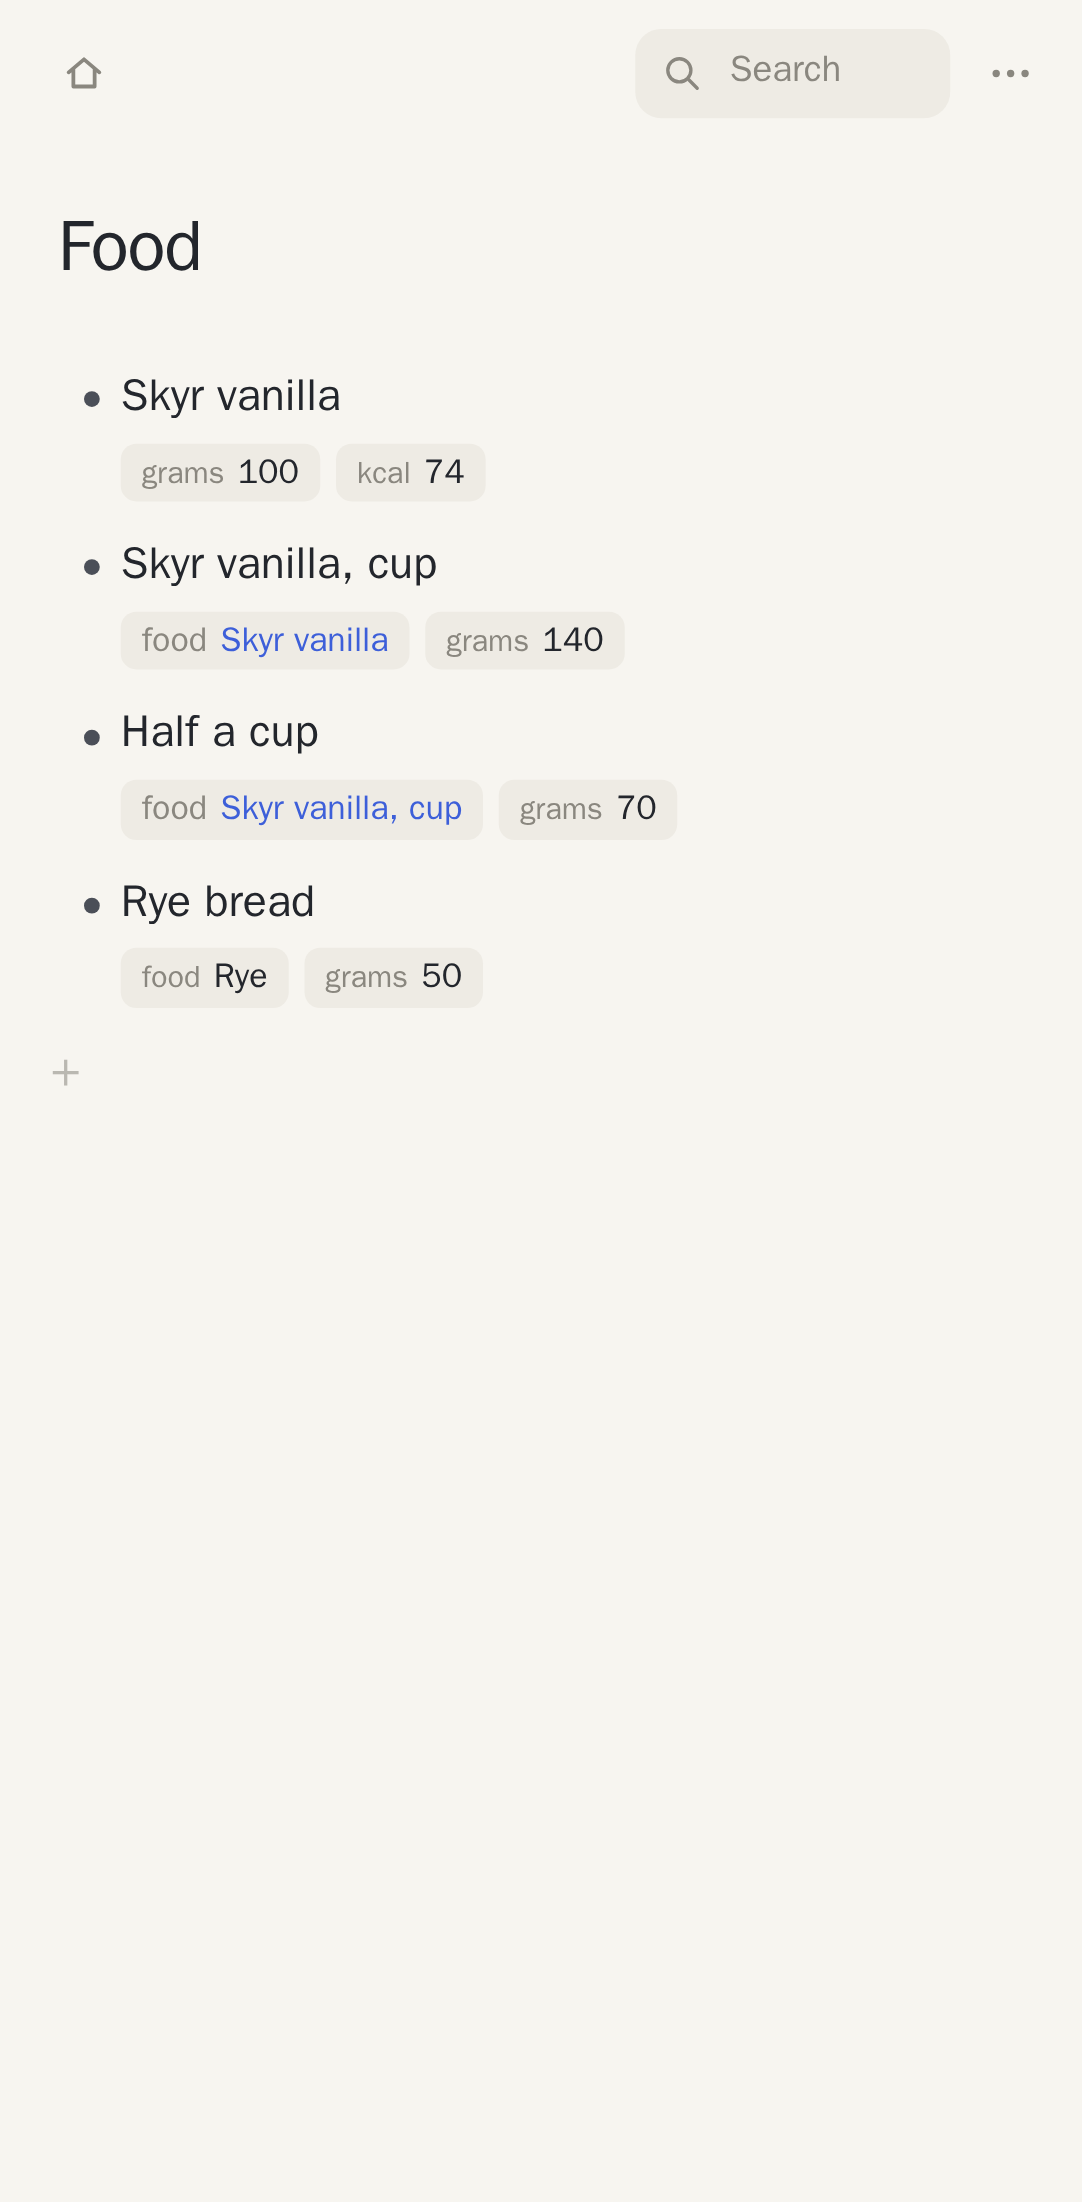 Search
Food
Skyr vanilla
grams 100 kcal 74
Skyr vanilla, cup
food Skyr vanilla grams 140
Half a cup
food Skyr vanilla, cup grams 70
Rye bread
food Rye grams 50